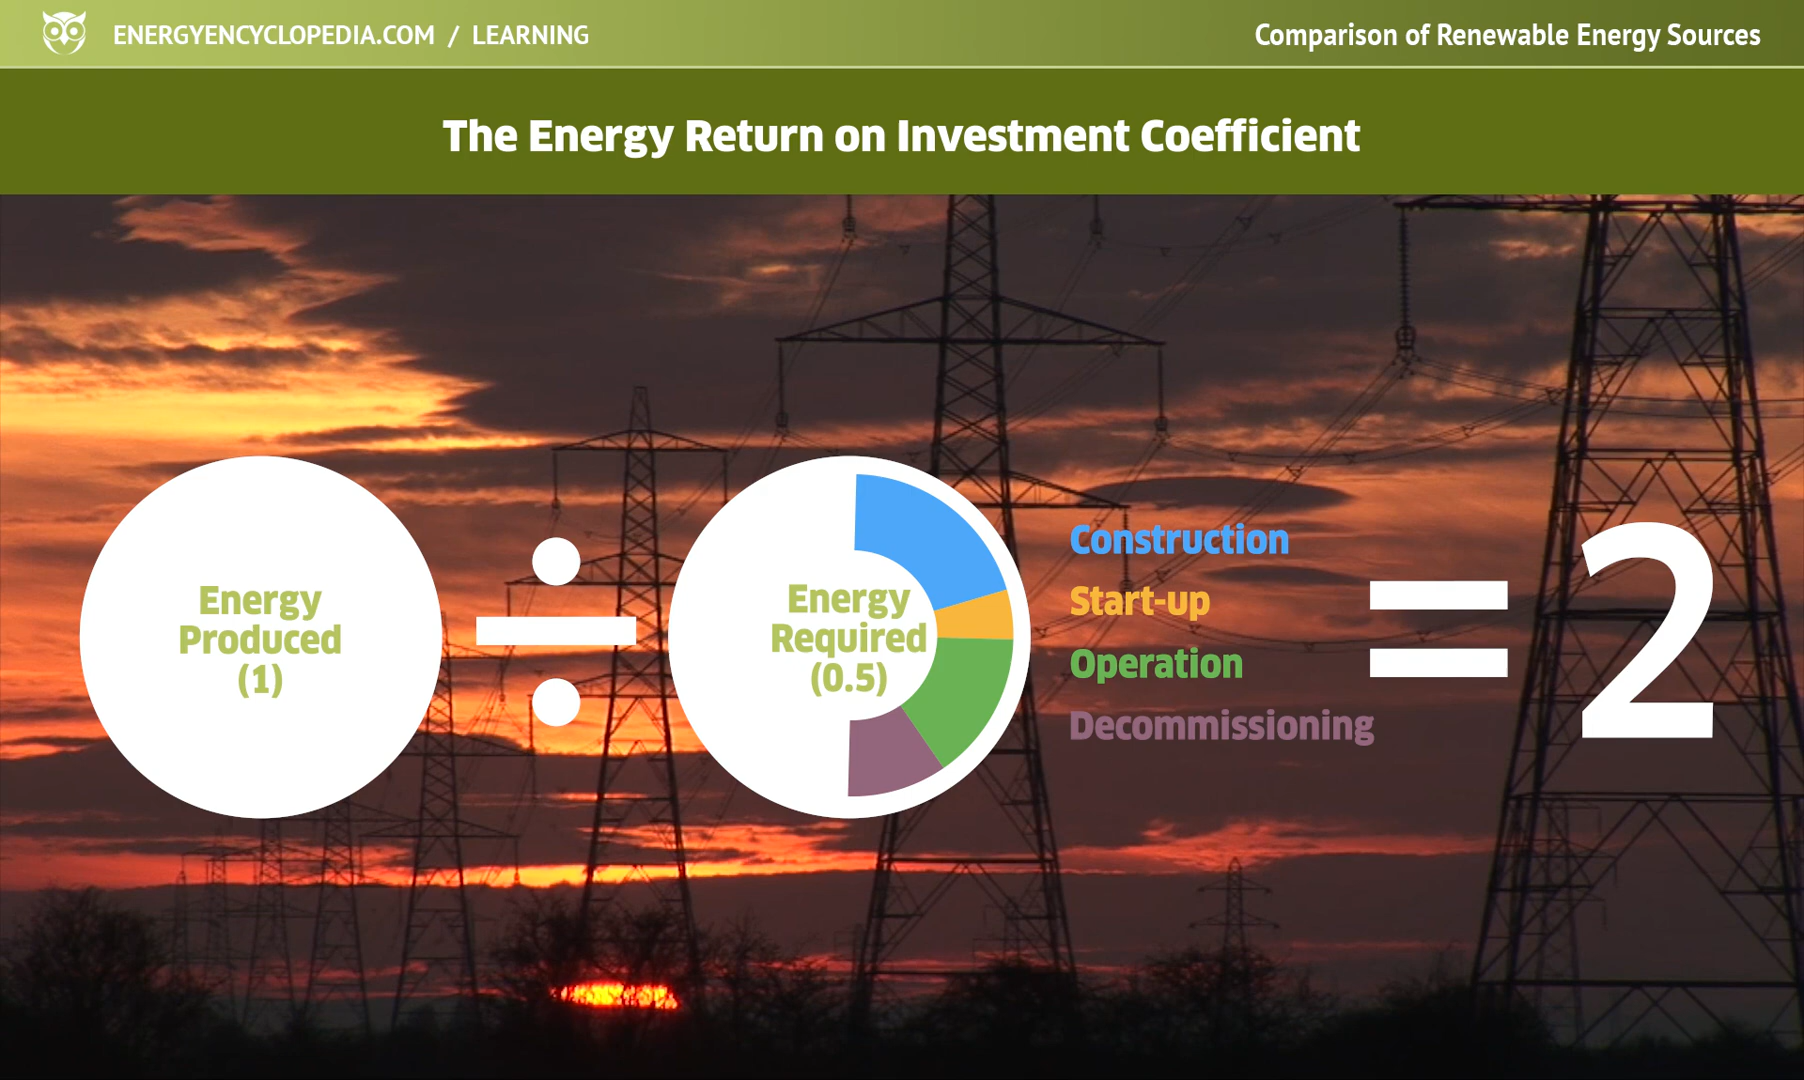 ENERGYENCYCLOPEDIA.COM / LEARNING
Comparison of Renewable Energy Sources
The Energy Return on Investment Coefficient
Energy
Produced
(1)
÷
Energy
Required
(0.5)
Construction
Start-up
Operation
Decommissioning
=
2